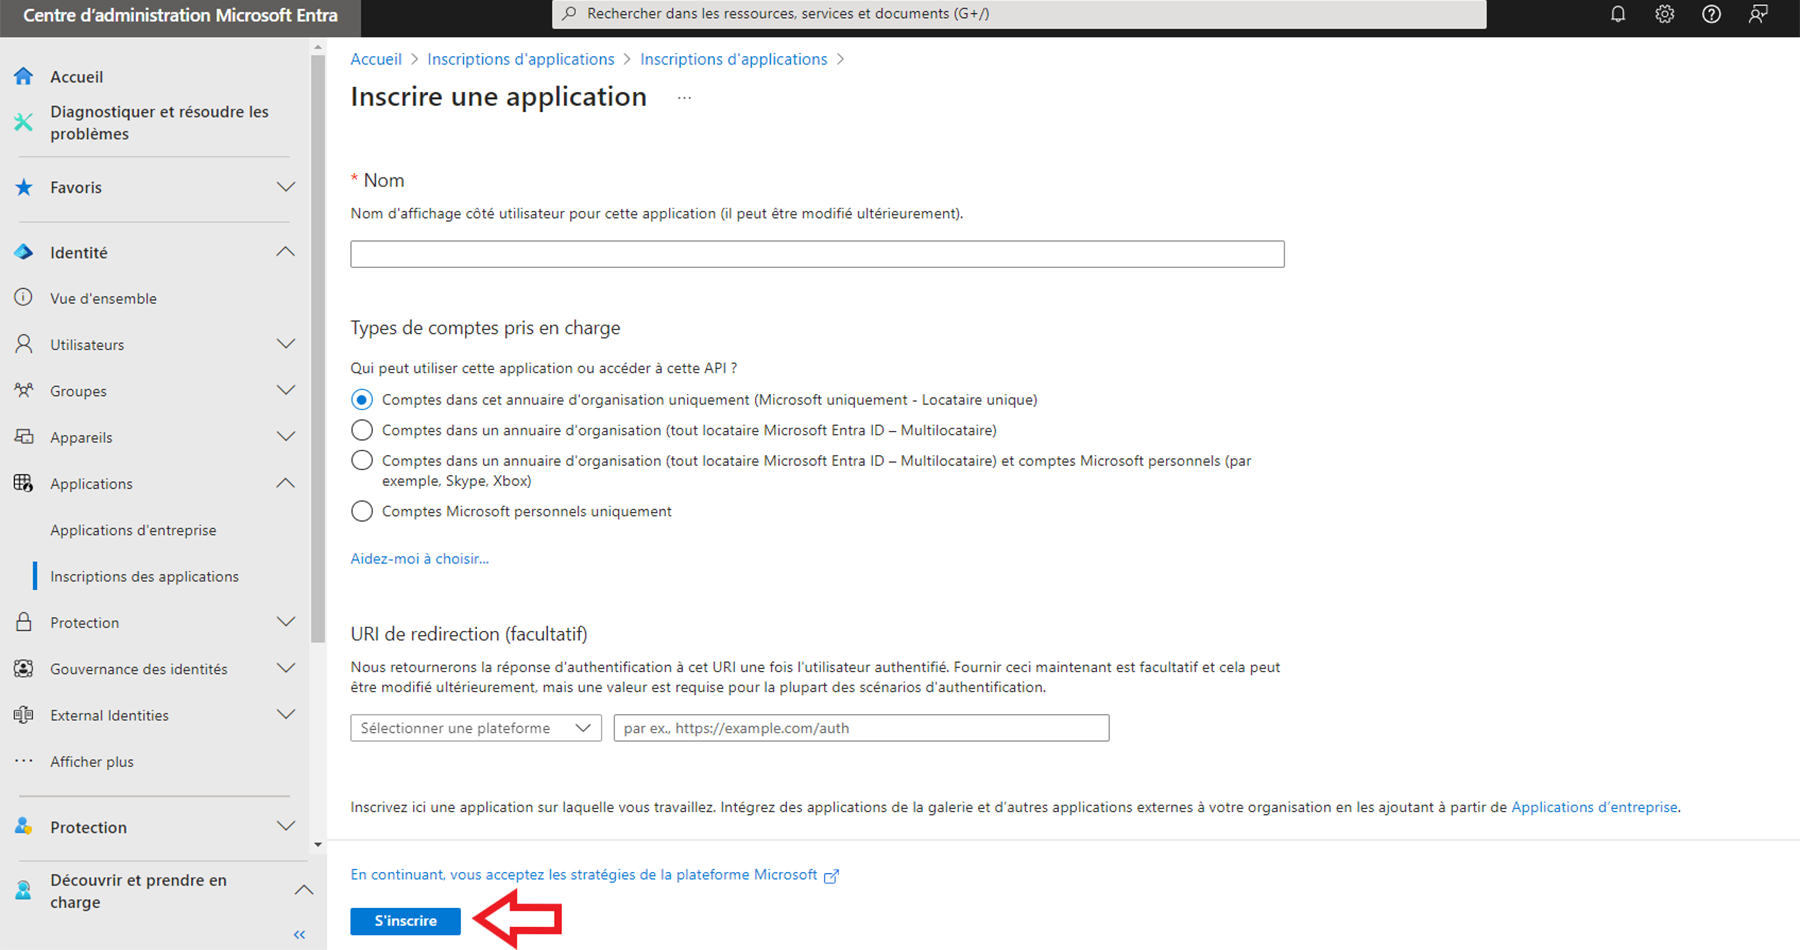 Centre d’administration Microsoft Entra
Rechercher dans les ressources, services et documents (G+/)
Accueil
Diagnostiquer et résoudre les
problèmes
Favoris
Identité
Vue d'ensemble
Utilisateurs
Groupes
Appareils
Applications
Applications d'entreprise
Inscriptions des applications
Protection
Gouvernance des identités
External Identities
Afficher plus
Protection
Découvrir et prendre en
charge
Accueil > Inscriptions d'applications > Inscriptions d'applications >
Inscrire une application ...
* Nom
Nom d'affichage côté utilisateur pour cette application (il peut être modifié ultérieurement).
Types de comptes pris en charge
Qui peut utiliser cette application ou accéder à cette API ?
Comptes dans cet annuaire d'organisation uniquement (Microsoft uniquement - Locataire unique)
Comptes dans un annuaire d'organisation (tout locataire Microsoft Entra ID – Multilocataire)
Comptes dans un annuaire d'organisation (tout locataire Microsoft Entra ID – Multilocataire) et comptes Microsoft personnels (par
exemple, Skype, Xbox)
Comptes Microsoft personnels uniquement
Aidez-moi à choisir...
URI de redirection (facultatif)
Nous retournerons la réponse d'authentification à cet URI une fois l'utilisateur authentifié. Fournir ceci maintenant est facultatif et cela peut
être modifié ultérieurement, mais une valeur est requise pour la plupart des scénarios d'authentification.
Sélectionner une plateforme
par ex., https://example.com/auth
Inscrivez ici une application sur laquelle vous travaillez. Intégrez des applications de la galerie et d’autres applications externes à votre organisation en les ajoutant à partir de Applications d’entreprise.
En continuant, vous acceptez les stratégies de la plateforme Microsoft
S'inscrire